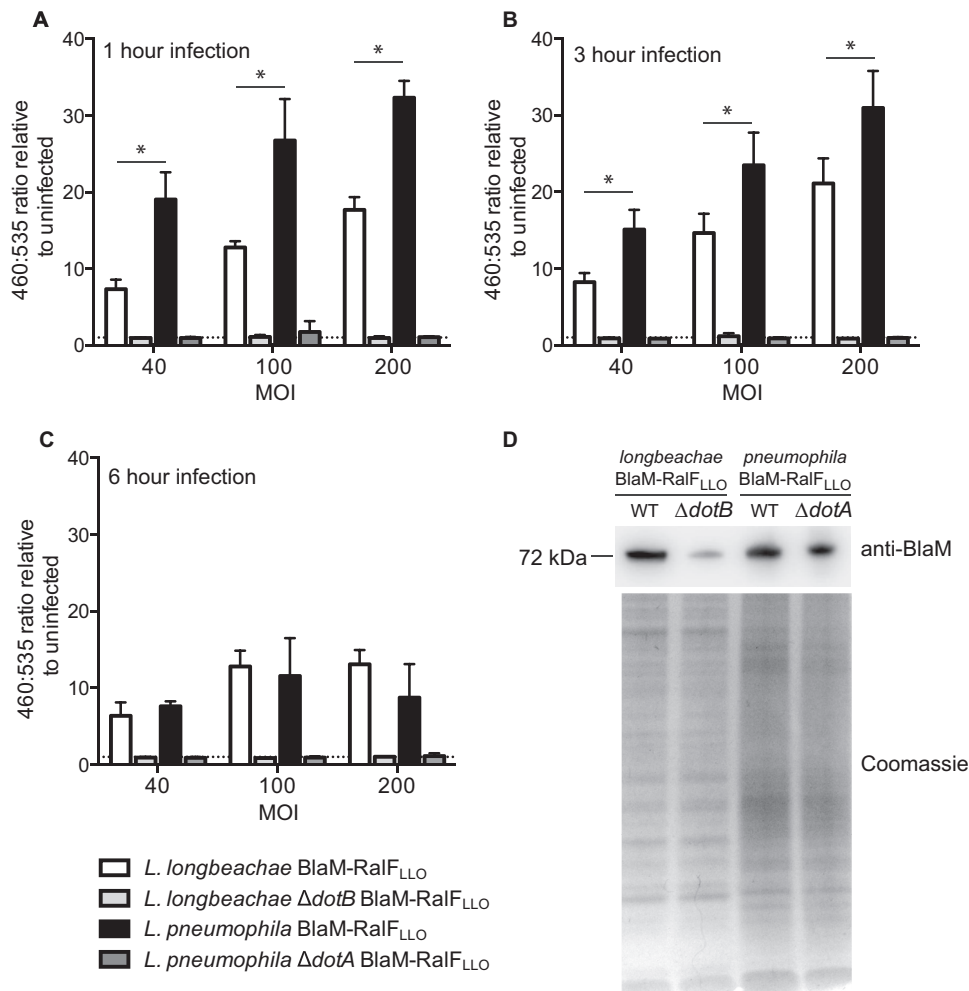 A
1 hour infection
460:535 ratio relative
to uninfected
40
30
20
10
0
* * *
40 100 200
MOI
B
3 hour infection
460:535 ratio relative
to uninfected
40
30
20
10
0
* * *
40 100 200
MOI
C
6 hour infection
460:535 ratio relative
to uninfected
40
30
20
10
0
40 100 200
MOI
D
longbeachae pneumophila
BlaM-RalFLLO BlaM-RalFLLO
WT ΔdotB WT ΔdotA
72 kDa
anti-BlaM
Coomassie
L. longbeachae BlaM-RalFLLO
L. longbeachae ΔdotB BlaM-RalFLLO
L. pneumophila BlaM-RalFLLO
L. pneumophila ΔdotA BlaM-RalFLLO